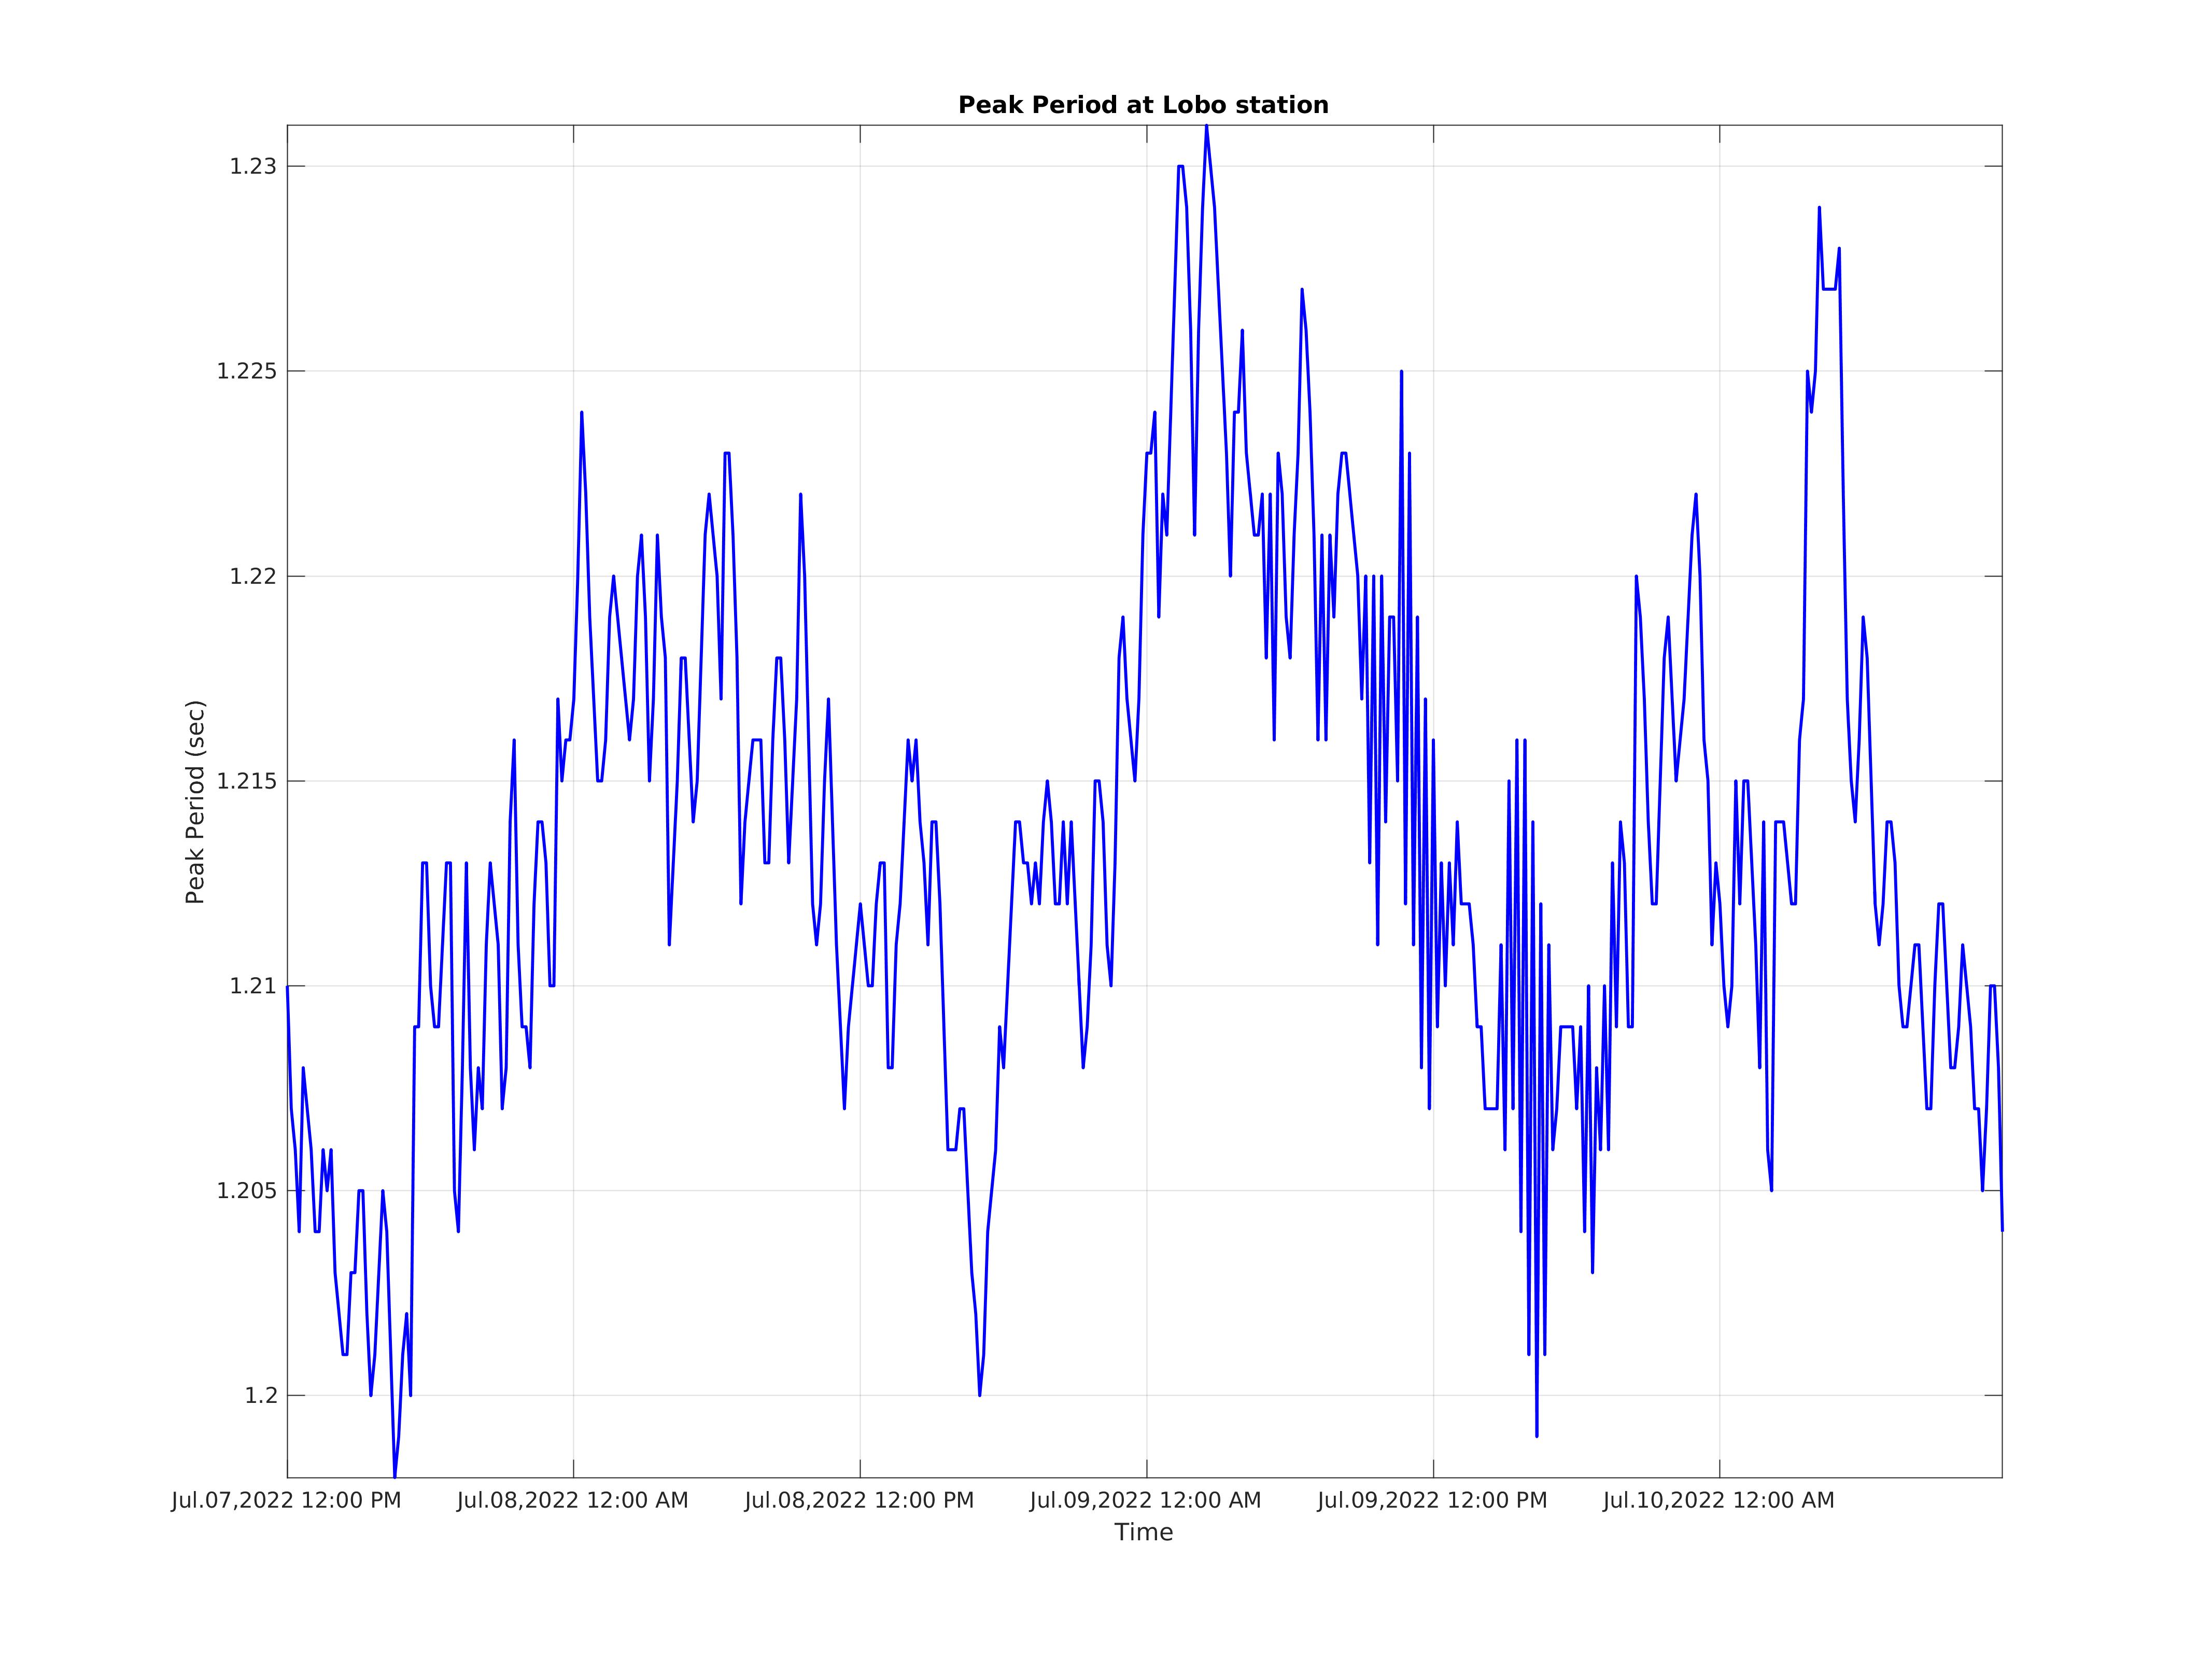 Peak Period at Lobo station
1.23
1.225
1.22
1.215
1.21
1.205
1.2
Peak Period (sec)
Jul.07,2022 12:00 PM
Jul.08,2022 12:00 AM
Jul.08,2022 12:00 PM
Jul.09,2022 12:00 AM
Jul.09,2022 12:00 PM
Jul.10,2022 12:00 AM
Time